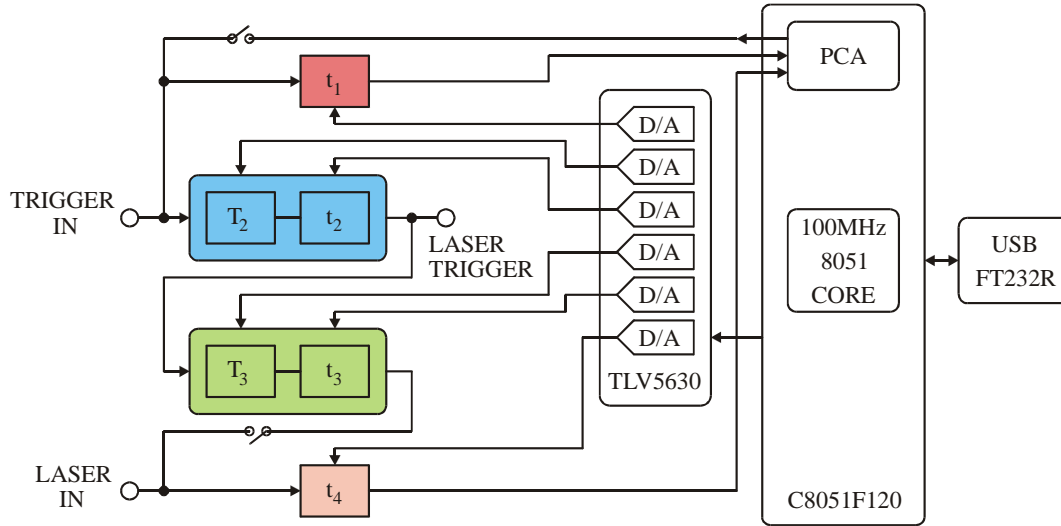 PCA
t1
D/A
D/A
TRIGGER
IN
T2
t2
D/A
LASER
TRIGGER
100MHz
8051
CORE
USB
FT232R
D/A
D/A
T3
t3
D/A
TLV5630
LASER
IN
t4
C8051F120